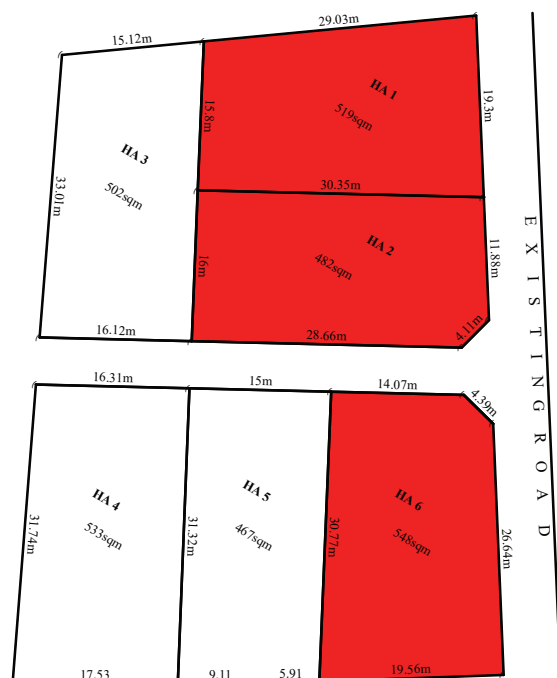 15.12m
29.03m
HA 1
519sqm
19.3m
15.8m
HA 3
502sqm
33.01m
30.35m
HA 2
482sqm
16m
11.88m
4.11m
16.12m
28.66m
EXISTING ROAD
16.31m
15m
14.07m
4.39m
HA 4
533sqm
31.74m
31.32m
HA 5
467sqm
30.77m
HA 6
548sqm
26.64m
17.53
9.11
5.91
19.56m